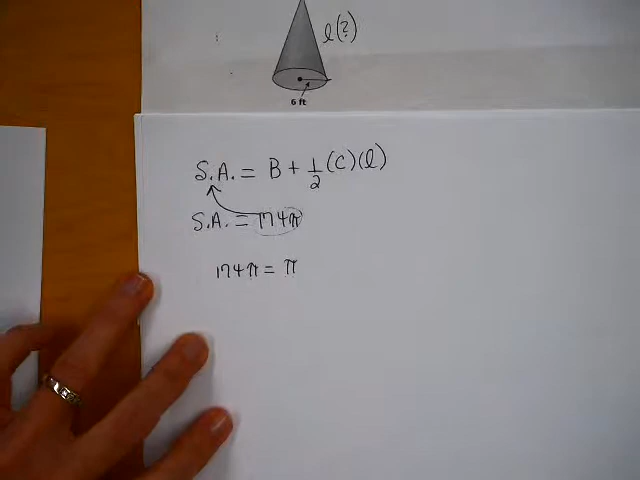 l(?)
6 ft
S.A. = B + 1/2 (C)(l)
S.A. = 174π
174π = π